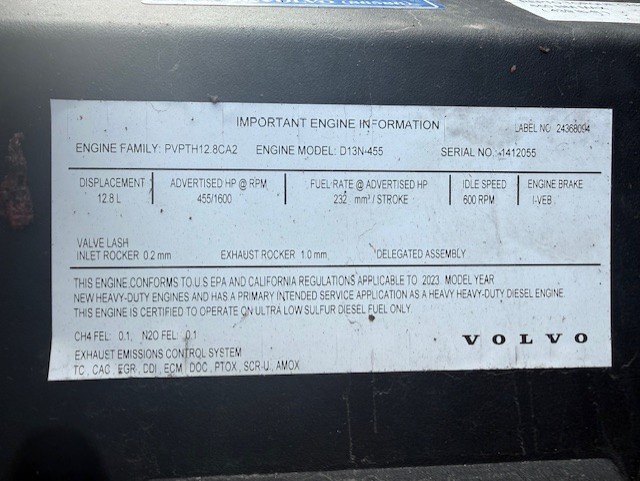 IMPORTANT ENGINE INFORMATION
LABEL NO 24368094
ENGINE FAMILY: PVPTH12.8CA2 ENGINE MODEL: D13N-455 SERIAL NO: 1412055
DISPLACEMENT ADVERTISED HP @ RPM FUEL RATE @ ADVERTISED HP IDLE SPEED ENGINE BRAKE
12.8 L 455/1600 232 mm³ / STROKE 600 RPM I-VEB
VALVE LASH
INLET ROCKER 0.2 mm EXHAUST ROCKER 1.0 mm DELEGATED ASSEMBLY
THIS ENGINE CONFORMS TO U.S EPA AND CALIFORNIA REGULATIONS APPLICABLE TO 2023 MODEL YEAR
NEW HEAVY-DUTY ENGINES AND HAS A PRIMARY INTENDED SERVICE APPLICATION AS A HEAVY HEAVY-DUTY DIESEL ENGINE
THIS ENGINE IS CERTIFIED TO OPERATE ON ULTRA LOW SULFUR DIESEL FUEL ONLY.
CH4 FEL: 0.1, N2O FEL: 0.1
VOLVO
EXHAUST EMISSIONS CONTROL SYSTEM
TC, CAC, EGR, DDI, ECM, DOC, PTOX, SCR-U, AMOX